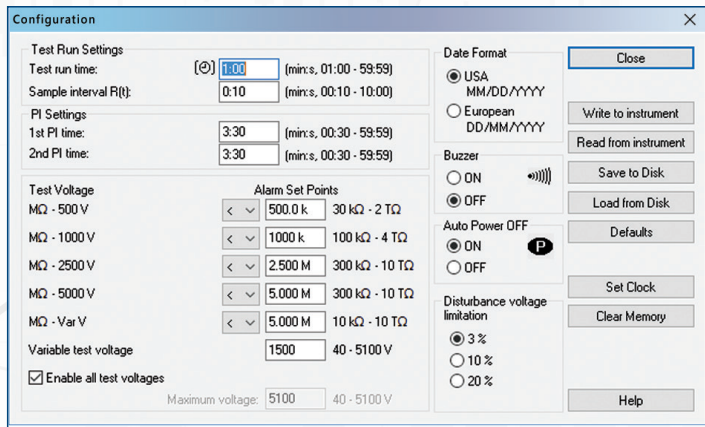 Configuration
Test Run Settings
Test run time: 1:00 (min:s, 01:00 - 59:59)
Sample interval R(t): 0:10 (min:s, 00:10 - 10:00)
PI Settings
1st PI time: 3:30 (min:s, 00:30 - 59:59)
2nd PI time: 3:30 (min:s, 00:30 - 59:59)
Test Voltage Alarm Set Points
MΩ - 500 V < 500.0 k 30 kΩ - 2 TΩ
MΩ - 1000 V < 1000 k 100 kΩ - 4 TΩ
MΩ - 2500 V < 2.500 M 300 kΩ - 10 TΩ
MΩ - 5000 V < 5.000 M 300 kΩ - 10 TΩ
MΩ - Var V < 5.000 M 10 kΩ - 10 TΩ
Variable test voltage 1500 40 - 5100 V
Enable all test voltages
Maximum voltage: 5100 40 - 5100 V
Date Format
USA
MM/DD/YYYY
European
DD/MM/YYYY
Buzzer
ON
OFF
Auto Power OFF
ON P
OFF
Disturbance voltage
limitation
3 %
10 %
20 %
Close
Write to instrument
Read from instrument
Save to Disk
Load from Disk
Defaults
Set Clock
Clear Memory
Help